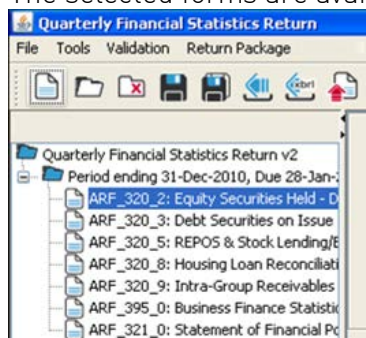 The selected forms are avai
Quarterly Financial Statistics Return
File Tools Validation Return Package
xbrl
Quarterly Financial Statistics Return v2
Period ending 31-Dec-2010, Due 28-Jan-
ARF_320_2: Equity Securities Held - D
ARF_320_3: Debt Securities on Issue
ARF_320_5: REPOS & Stock Lending/B
ARF_320_8: Housing Loan Reconciliati
ARF_320_9: Intra-Group Receivables
ARF_395_0: Business Finance Statistic
ARF_321_0: Statement of Financial Po